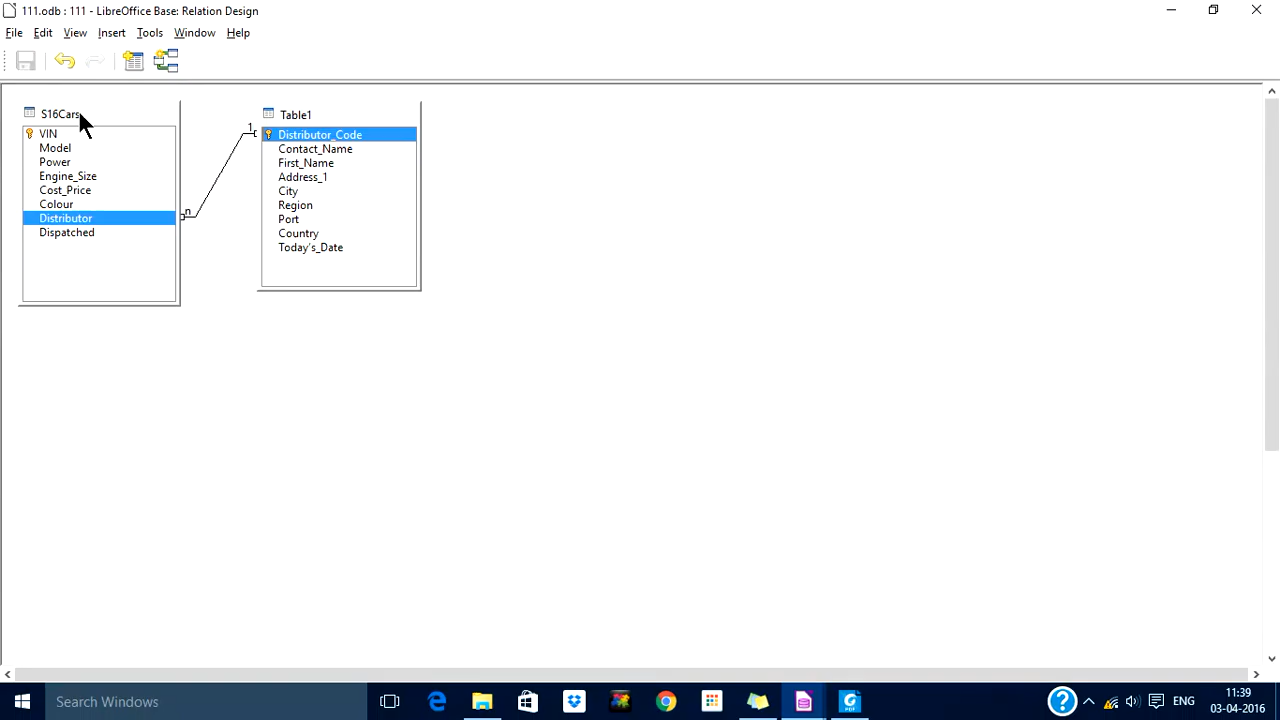 111.odb : 111 - LibreOffice Base: Relation Design
File Edit View Insert Tools Window Help
S16Cars
VIN
Model
Power
Engine_Size
Cost_Price
Colour
Distributor
Dispatched
n
1
Table1
Distributor_Code
Contact_Name
First_Name
Address_1
City
Region
Port
Country
Today's_Date
Search Windows
ENG
11:39
03-04-2016